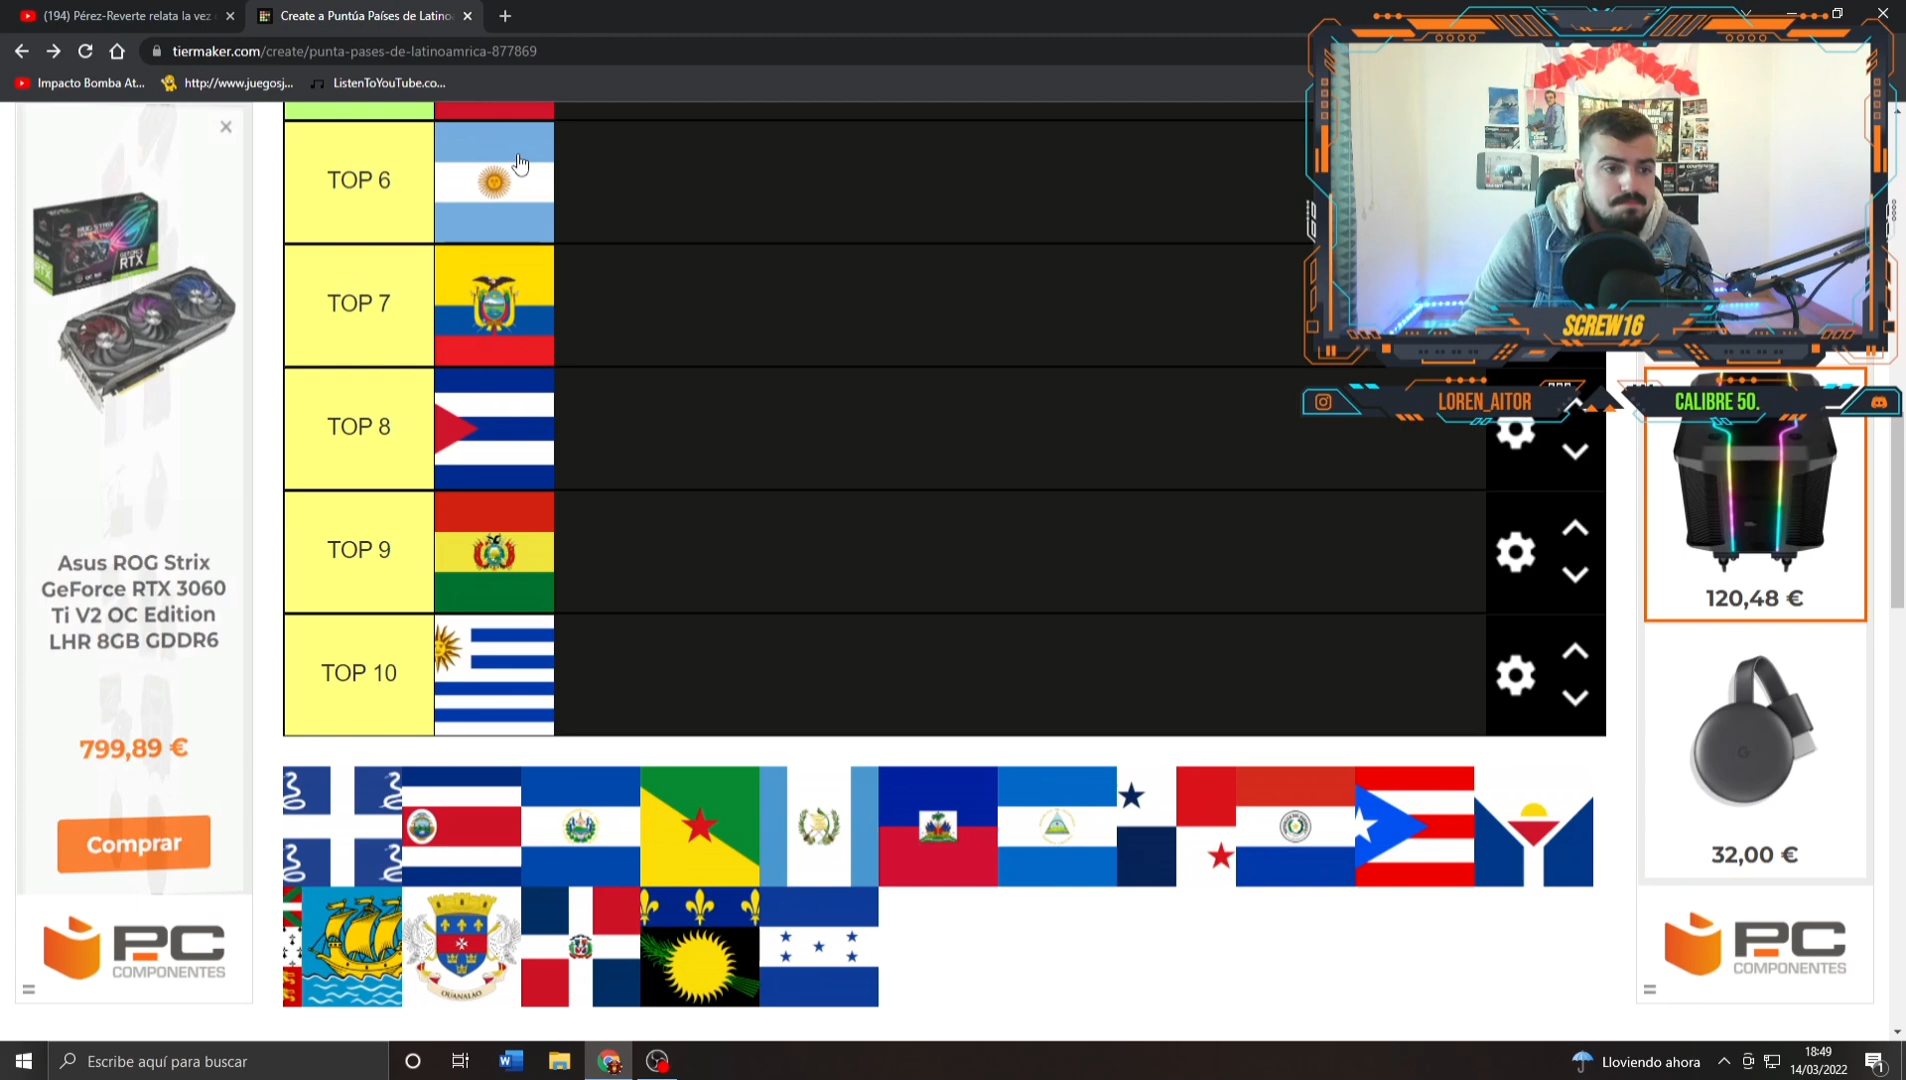 (194) Pérez-Reverte relata la vez
Create a Puntúa Países de Latino
tiermaker.com/create/punta-pases-de-latinoamrica-877869
Impacto Bomba At...
http://www.juegosj...
ListenToYouTube.co...
TOP 6
TOP 7
TOP 8
TOP 9
TOP 10
SCREW16
LOREN_AITOR
CALIBRE 50.
Asus ROG Strix
GeForce RTX 3060
Ti V2 OC Edition
LHR 8GB GDDR6
799,89 €
Comprar
PC
COMPONENTES
120,48 €
32,00 €
PC
COMPONENTES
OUANALAO
Escribe aquí para buscar
Lloviendo ahora
18:49
14/03/2022
1